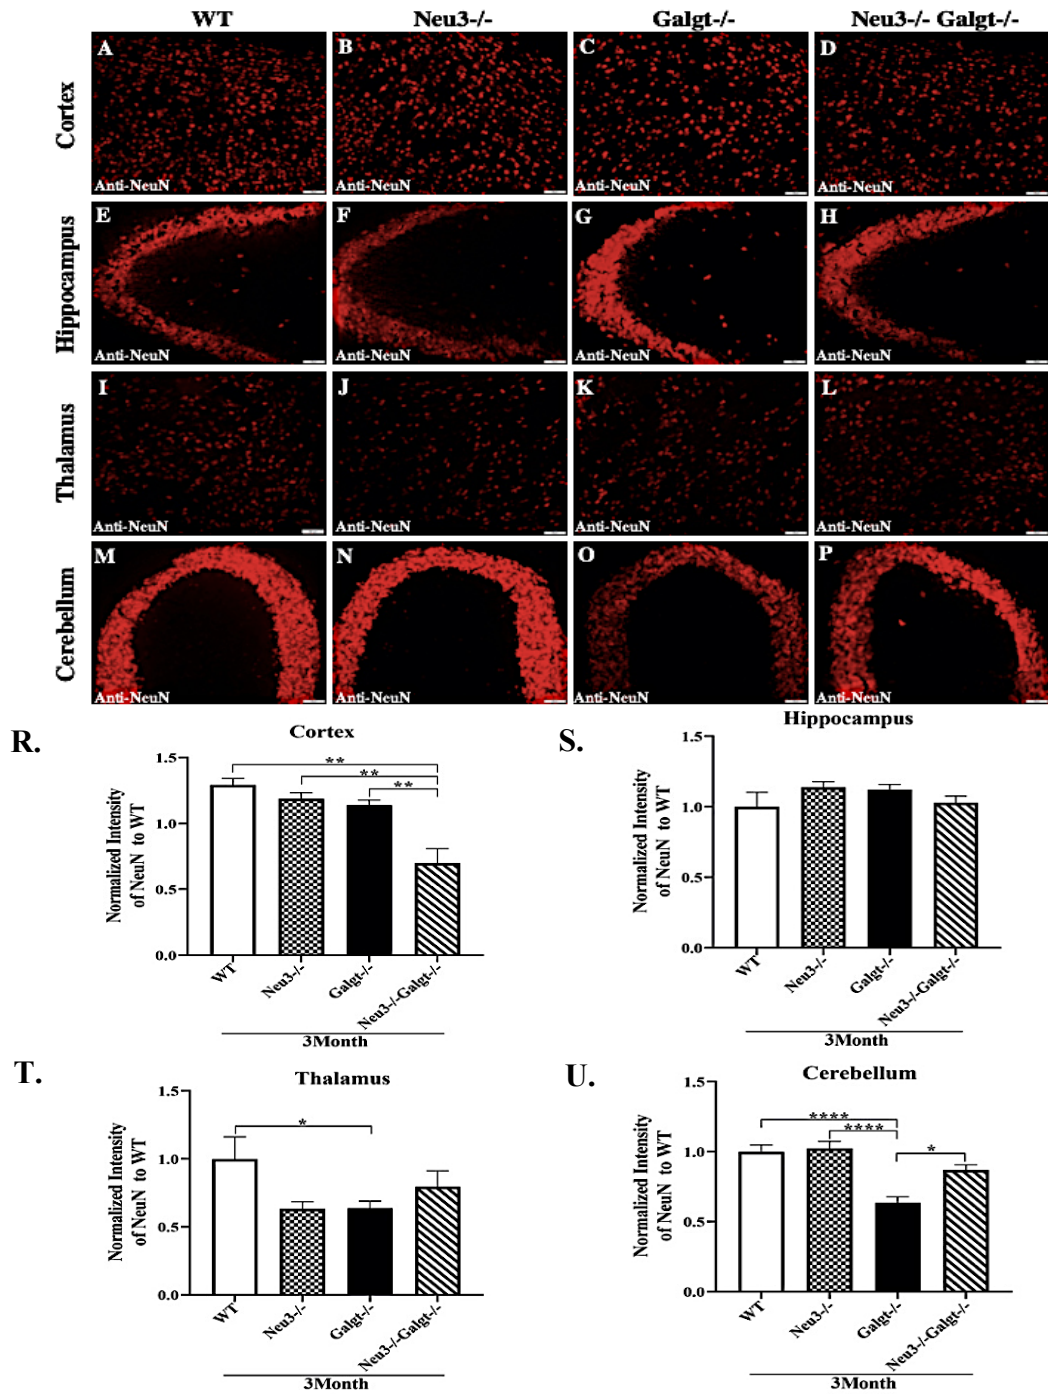 WT Neu3-/- Galgt-/- Neu3-/- Galgt-/-
Cortex
A B C D
Anti-NeuN Anti-NeuN Anti-NeuN Anti-NeuN
Hippocampus
E F G H
Anti-NeuN Anti-NeuN Anti-NeuN Anti-NeuN
Thalamus
I J K L
Anti-NeuN Anti-NeuN Anti-NeuN Anti-NeuN
Cerebellum
M N O P
Anti-NeuN Anti-NeuN Anti-NeuN Anti-NeuN
R.
Cortex
Normalized Intensity
of NeuN to WT
1.5
1.0
0.5
0.0
**
**
**
WT
Neu3-/-
Galgt-/-
Neu3-/-Galgt-/-
3Month
S.
Hippocampus
Normalized Intensity
of NeuN to WT
1.5
1.0
0.5
0.0
WT
Neu3-/-
Galgt-/-
Neu3-/-Galgt-/-
3Month
T.
Thalamus
Normalized Intensity
of NeuN to WT
1.5
1.0
0.5
0.0
*
WT
Neu3-/-
Galgt-/-
Neu3-/-Galgt-/-
3Month
U.
Cerebellum
Normalized Intensity
of NeuN to WT
1.5
1.0
0.5
0.0
****
****
*
WT
Neu3-/-
Galgt-/-
Neu3-/-Galgt-/-
3Month